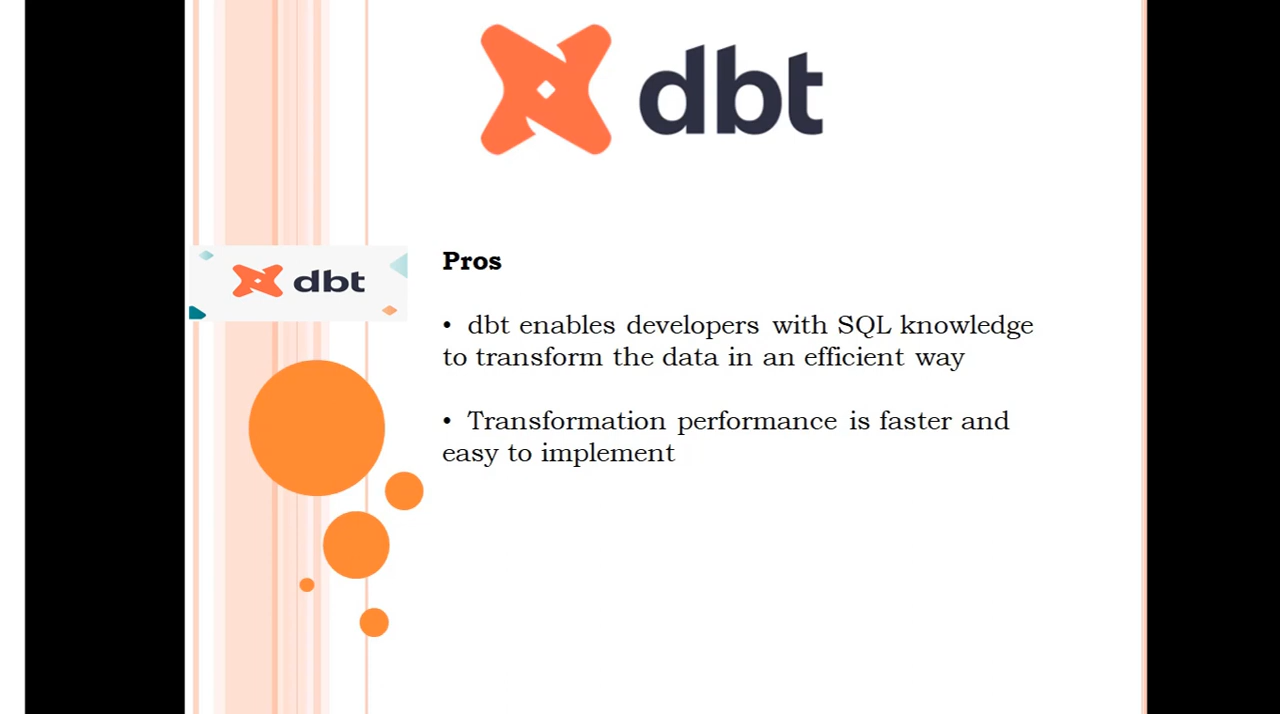 dbt
dbt
Pros
• dbt enables developers with SQL knowledge
to transform the data in an efficient way
• Transformation performance is faster and
easy to implement